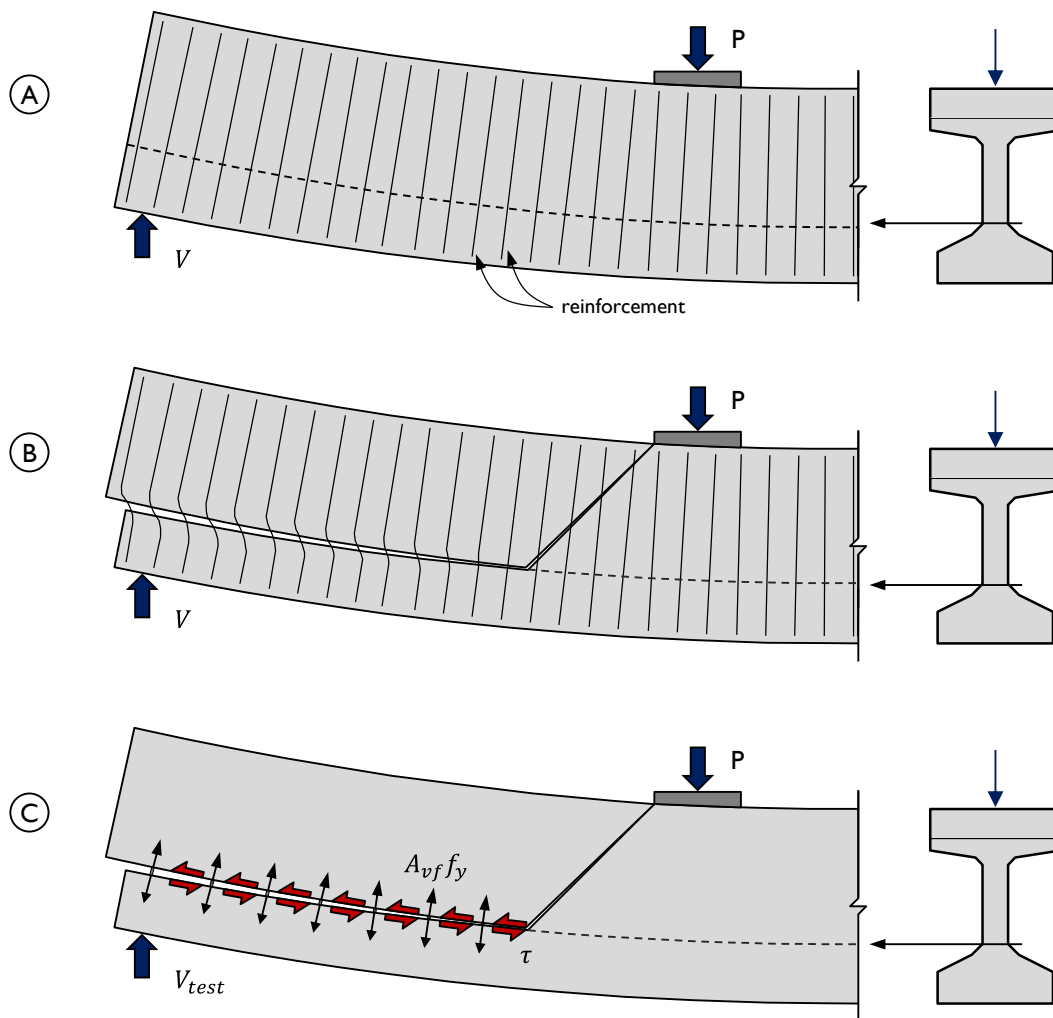 P
A
V
reinforcement
P
B
V
P
C
A_{vf} f_y
τ
V_{test}